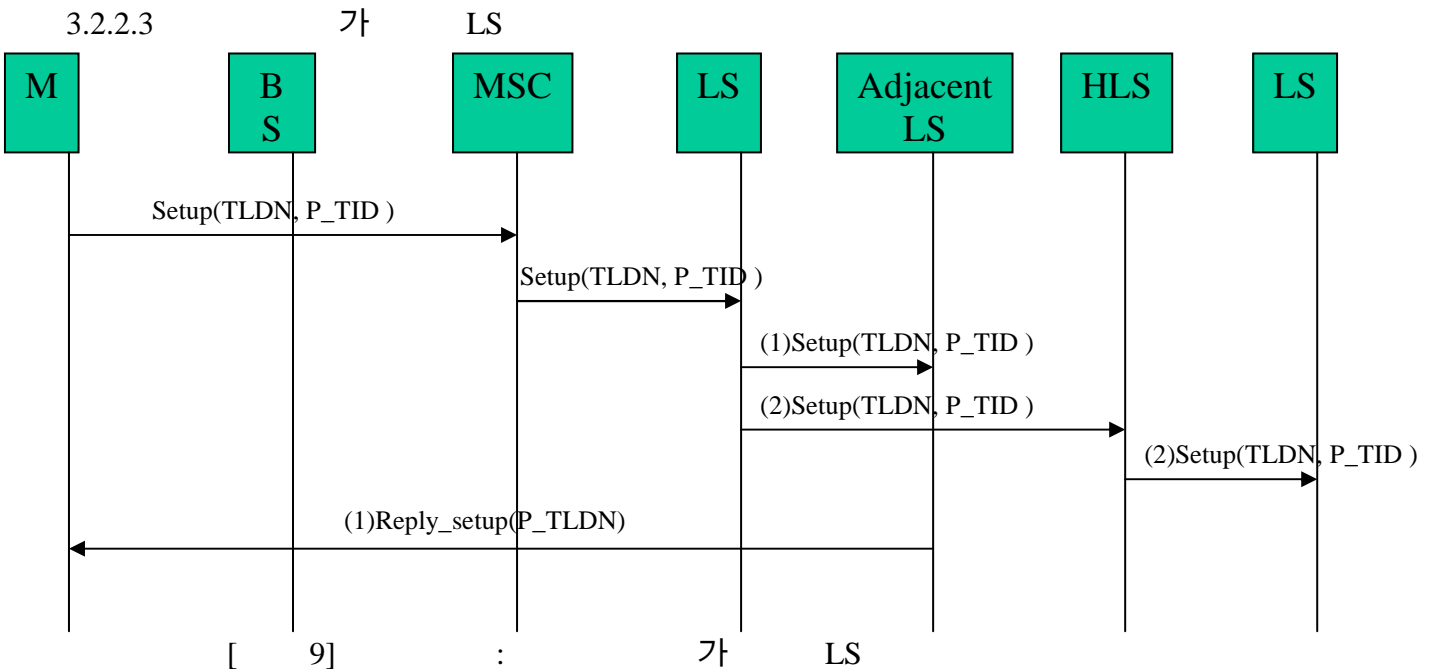 3.2.2.3 가 LS
M
B
S
MSC
LS
Adjacent
LS
HLS
LS
Setup(TLDN, P_TID )
Setup(TLDN, P_TID )
(1)Setup(TLDN, P_TID )
(2)Setup(TLDN, P_TID )
(2)Setup(TLDN, P_TID )
(1)Reply_setup(P_TLDN)
[ 9] : 가 LS